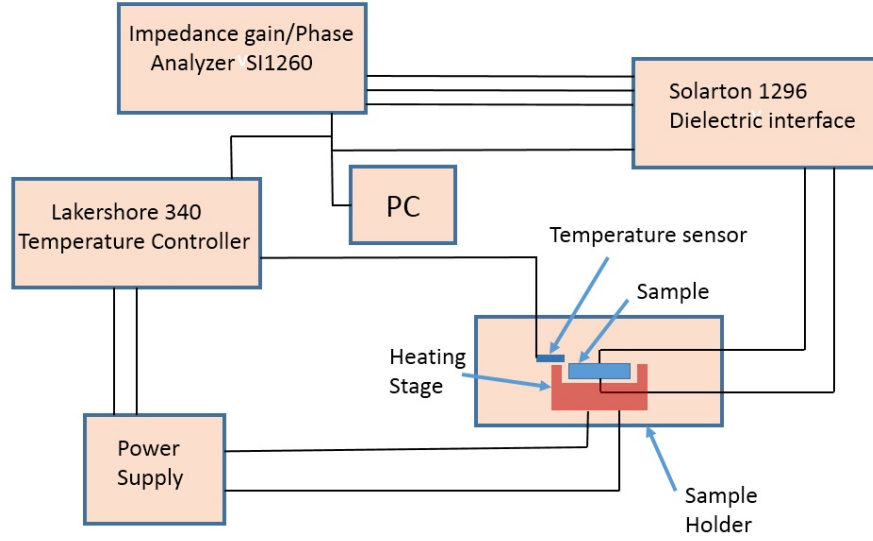 Impedance gain/Phase
Analyzer SI1260
Solarton 1296
Dielectric interface
Lakershore 340
Temperature Controller
PC
Temperature sensor
Sample
Heating
Stage
Power
Supply
Sample
Holder